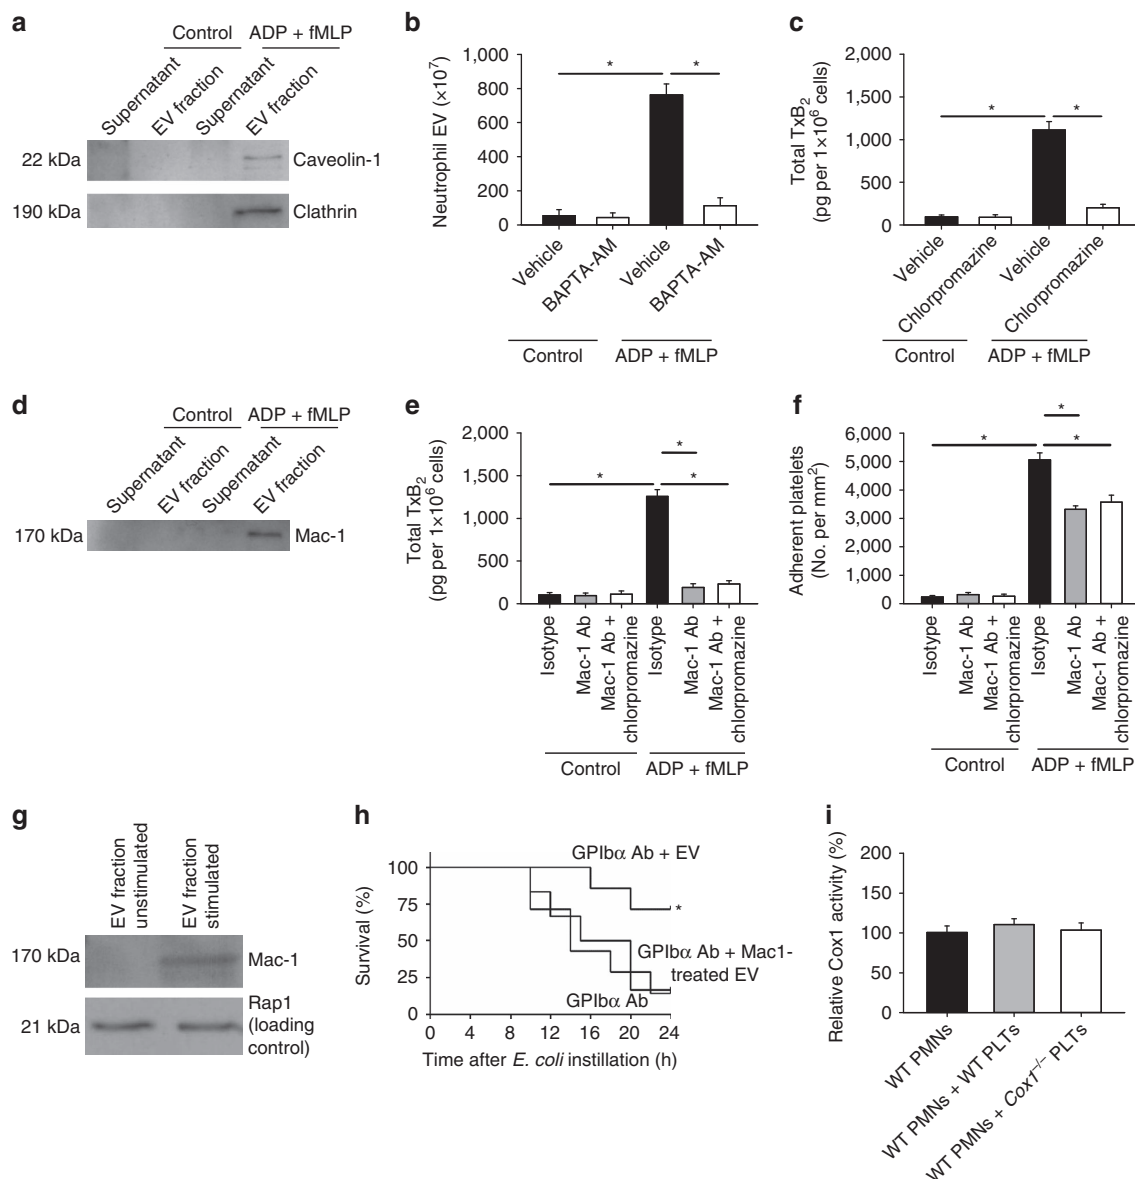 a
Control
ADP + fMLP
Supernatant
EV fraction
Supernatant
EV fraction
22 kDa
Caveolin-1
190 kDa
Clathrin
b
Neutrophil EV (×10⁷)
1,000
800
600
400
200
0
*
*
Vehicle
BAPTA-AM
Vehicle
BAPTA-AM
Control
ADP + fMLP
c
Total TxB₂
(pg per 1×10⁶ cells)
2,000
1,500
1,000
500
0
*
*
Vehicle
Chlorpromazine
Vehicle
Chlorpromazine
Control
ADP + fMLP
d
Control
ADP + fMLP
Supernatant
EV fraction
Supernatant
EV fraction
170 kDa
Mac-1
e
Total TxB₂
(pg per 1×10⁶ cells)
2,000
1,500
1,000
500
0
*
*
*
Isotype
Mac-1 Ab
Mac-1 Ab +
chlorpromazine
Isotype
Mac-1 Ab
Mac-1 Ab +
chlorpromazine
Control
ADP + fMLP
f
Adherent platelets
(No. per mm²)
6,000
5,000
4,000
3,000
2,000
1,000
0
*
*
*
Isotype
Mac-1 Ab
Mac-1 Ab +
chlorpromazine
Isotype
Mac-1 Ab
Mac-1 Ab +
chlorpromazine
Control
ADP + fMLP
g
EV fraction
unstimulated
EV fraction
stimulated
170 kDa
Mac-1
21 kDa
Rap1
(loading
control)
h
Survival (%)
100
75
50
25
0
GPIbα Ab + EV
*
GPIbα Ab + Mac1-
treated EV
GPIbα Ab
0 4 8 12 16 20 24
Time after E. coli instillation (h)
i
Relative Cox1 activity (%)
200
150
100
50
0
WT PMNs
WT PMNs + WT PLTs
WT PMNs + Cox1⁻/⁻ PLTs